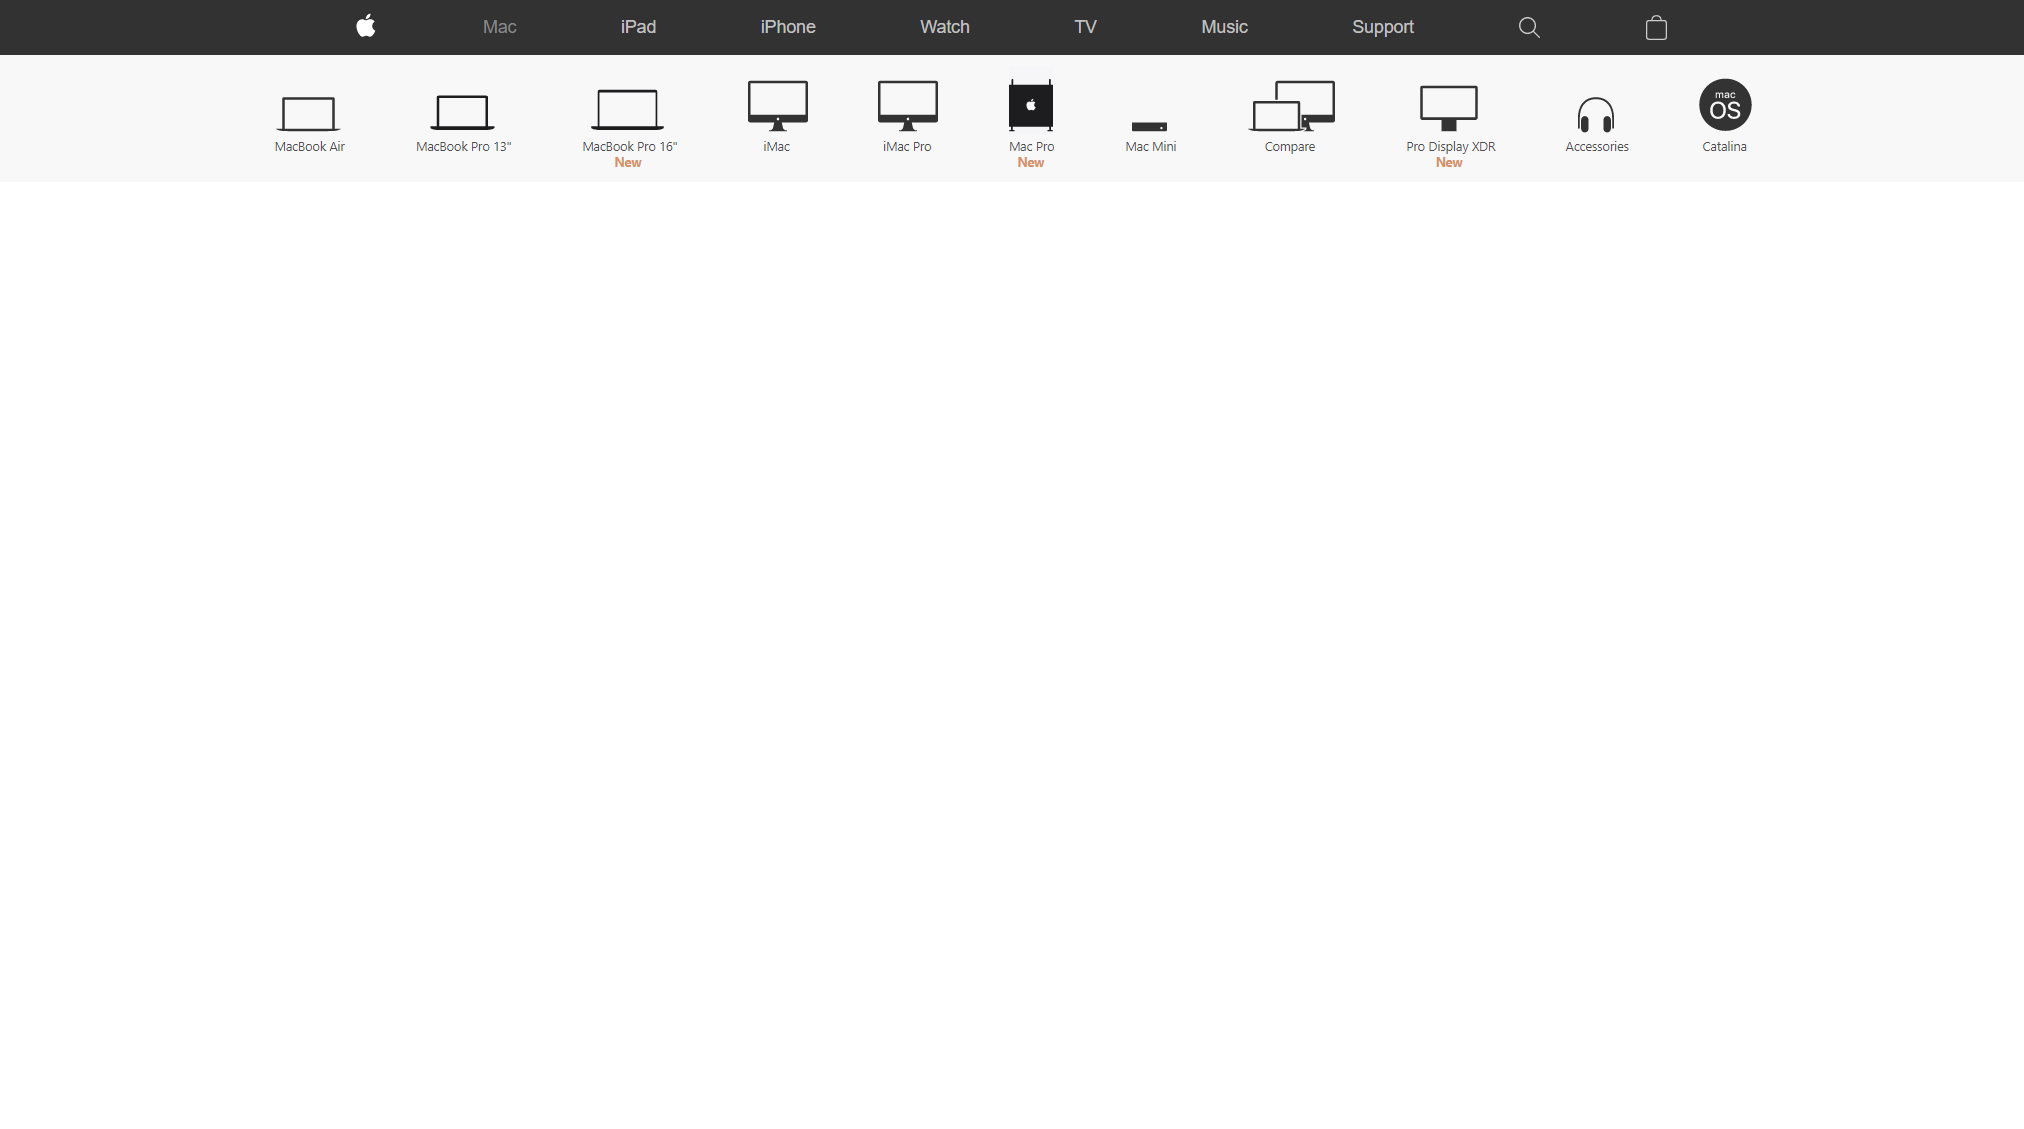 Mac iPad iPhone Watch TV Music Support
mac
OS
MacBook Air MacBook Pro 13" MacBook Pro 16" iMac iMac Pro Mac Pro Mac Mini Compare Pro Display XDR Accessories Catalina
New New New